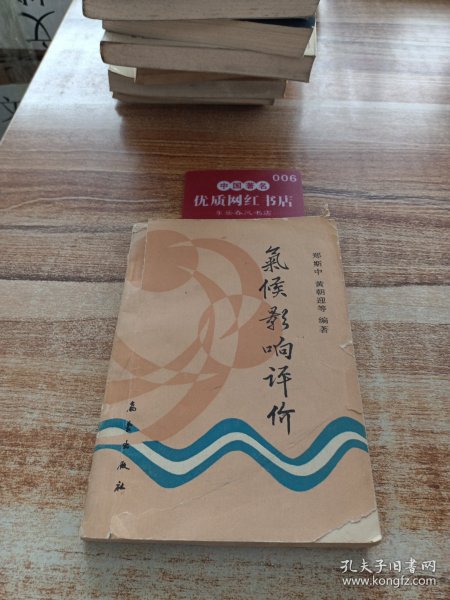 006
中国著名
优质网红书店
氣候影响评价
郑斯中 黄朝迎等 编著
气象出版社
孔夫子旧书网
www.kongfz.com